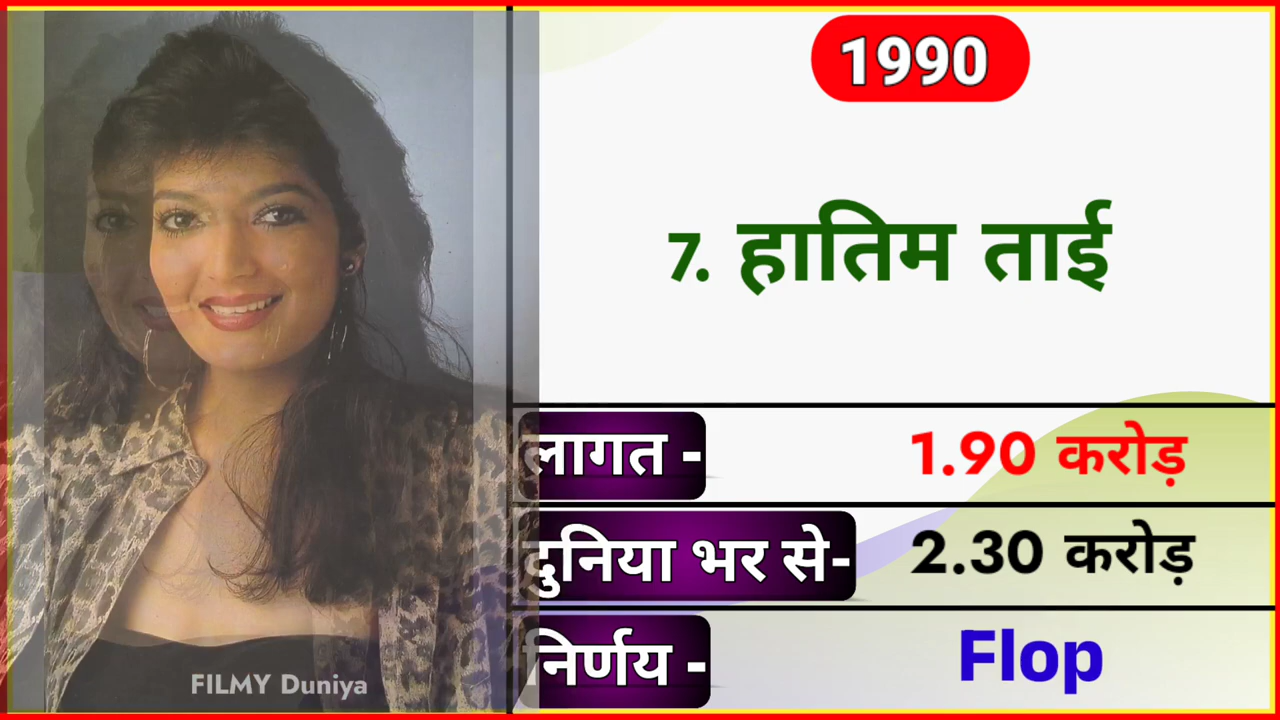 1990
7. हातिम ताई
लागत - 1.90 करोड़
दुनिया भर से- 2.30 करोड़
निर्णय - Flop
FILMY Duniya